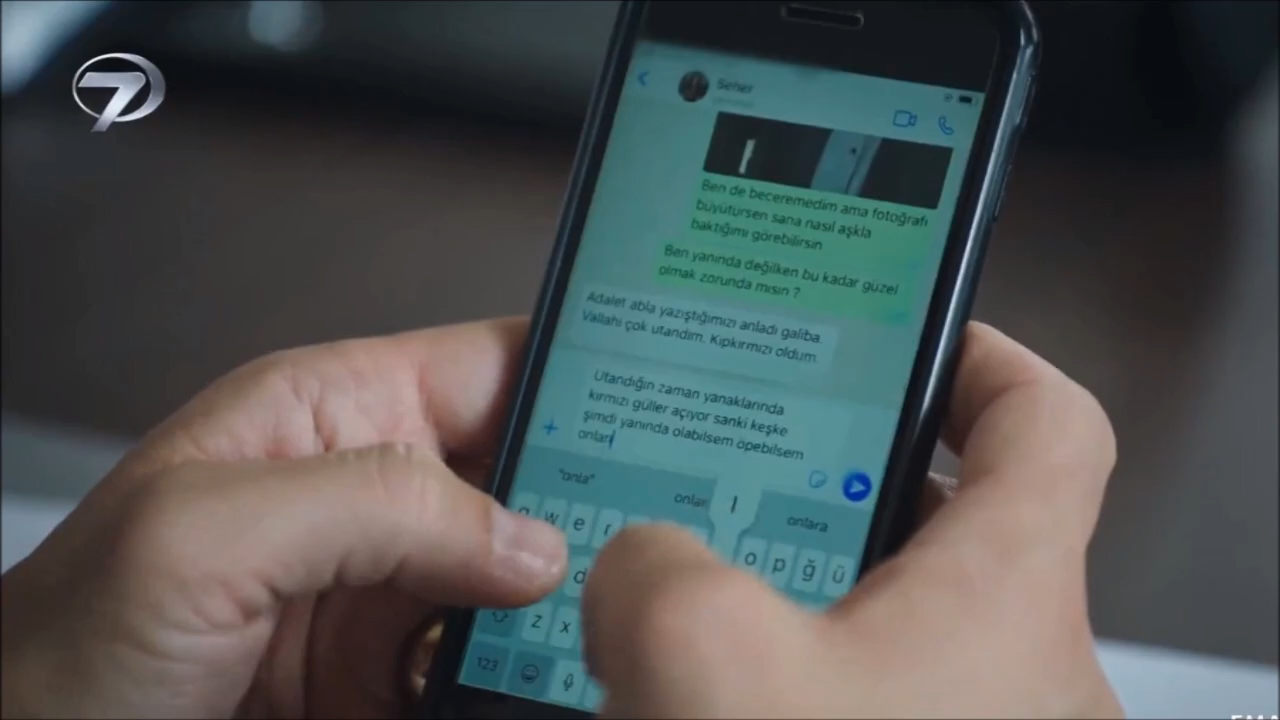 7
Seher
Ben de beceremedim ama fotoğrafı
büyütürsen sana nasıl aşkla
baktığımı görebilirsin
Ben yanında değilken bu kadar güzel
olmak zorunda mısın ?
Adalet abla yazıştığımızı anladı galiba.
Vallahi çok utandım. Kıpkırmızı oldum
Utandığın zaman yanaklarında
kırmızı güller açıyor sanki keşke
şimdi yanında olabilsem öpebilsem
onları
"onla" onlar onlara
q w e r ı o p ğ ü
d
z x
123